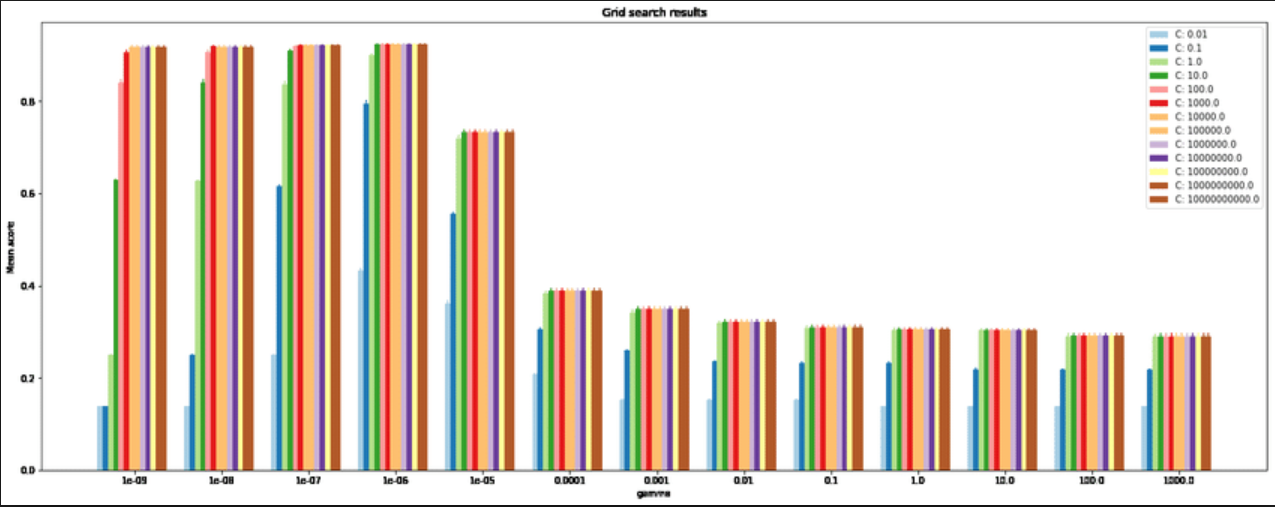 Grid search results
C: 0.01
C: 0.1
C: 1.0
C: 10.0
C: 100.0
C: 1000.0
C: 10000.0
C: 100000.0
C: 1000000.0
C: 10000000.0
C: 100000000.0
C: 1000000000.0
C: 10000000000.0
0.8
0.6
0.4
0.2
0.0
Mean score
1e-09 1e-08 1e-07 1e-06 1e-05 0.0001 0.001 0.01 0.1 1.0 10.0 100.0 1000.0
gamma